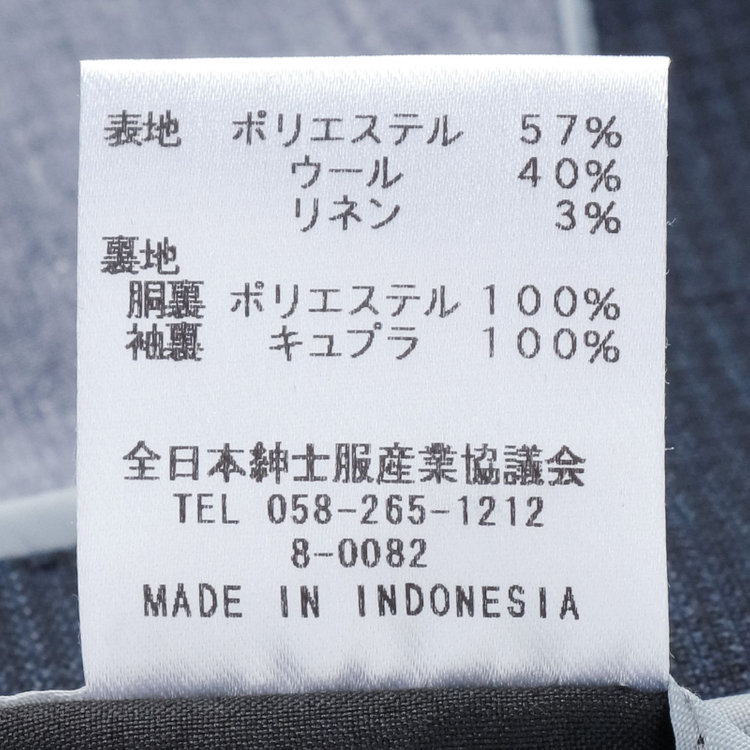 表地 ポリエステル 57%
ウール 40%
リネン 3%
裏地
胴裏 ポリエステル 100%
袖裏 キュプラ 100%
全日本紳士服産業協議会
TEL 058-265-1212
8-0082
MADE IN INDONESIA